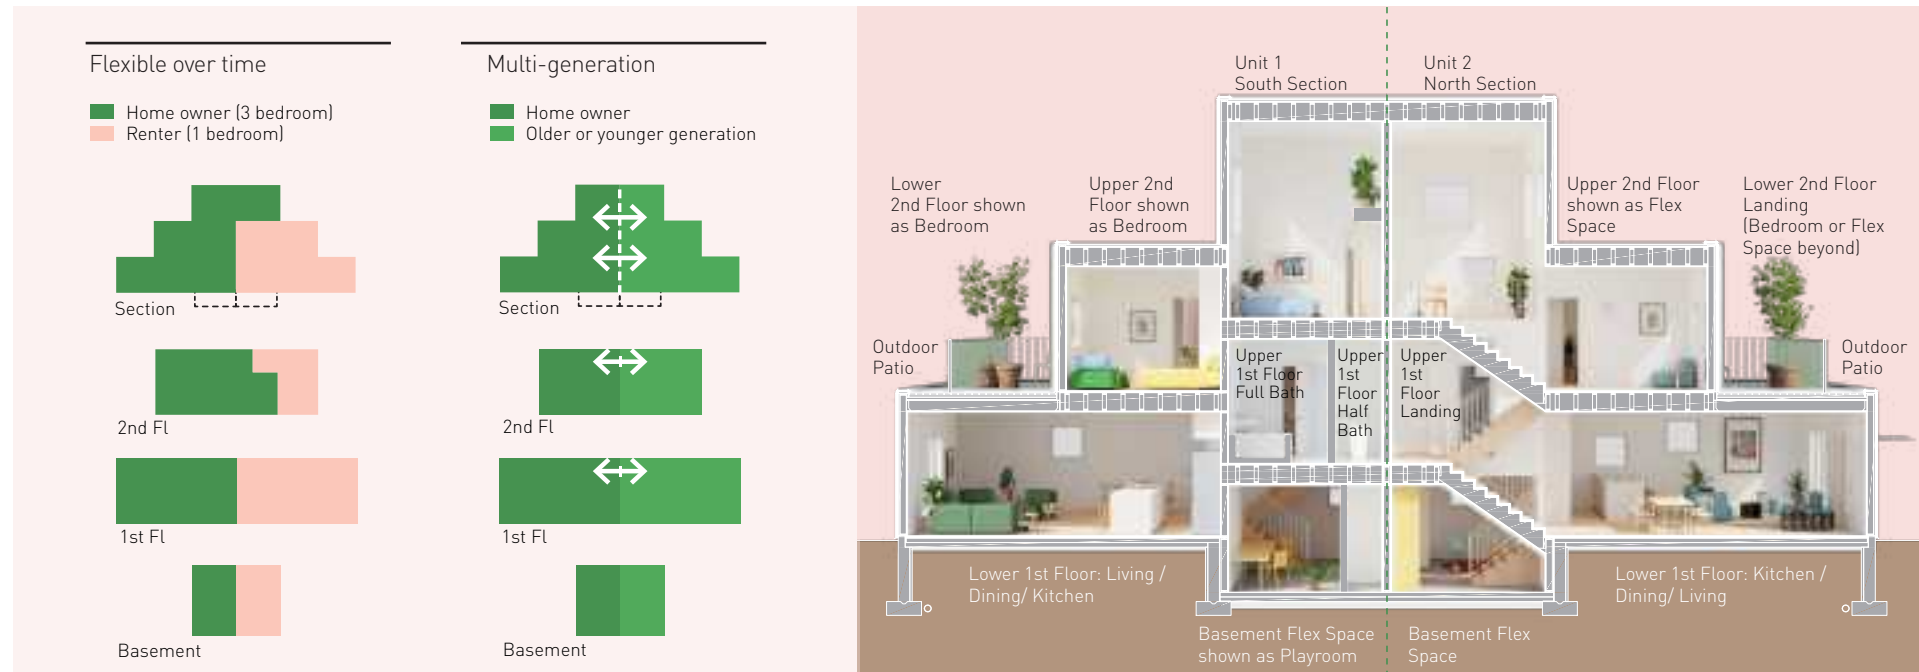 Flexible over time
Home owner (3 bedroom)
Renter (1 bedroom)
Section
2nd Fl
1st Fl
Basement
Multi-generation
Home owner
Older or younger generation
Section
2nd Fl
1st Fl
Basement
Unit 1
South Section
Unit 2
North Section
Lower
2nd Floor shown
as Bedroom
Upper 2nd
Floor shown
as Bedroom
Upper 2nd Floor
shown as Flex
Space
Lower 2nd Floor
Landing
(Bedroom or Flex
Space beyond)
Outdoor
Patio
Upper
1st Floor
Full Bath
Upper
1st
Floor
Half
Bath
Upper
1st
Floor
Landing
Outdoor
Patio
Lower 1st Floor: Living /
Dining/ Kitchen
Lower 1st Floor: Kitchen /
Dining/ Living
Basement Flex Space
shown as Playroom
Basement Flex
Space